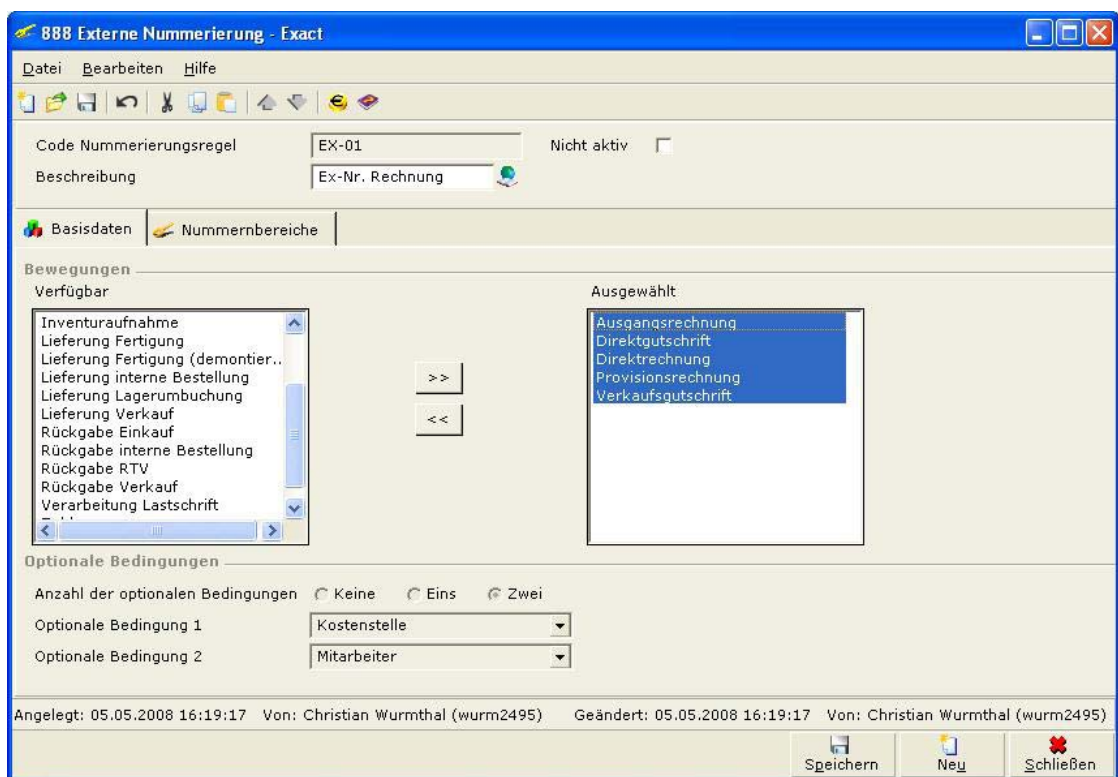 888 Externe Nummerierung - Exact
Datei Bearbeiten Hilfe
Code Nummerierungsregel EX-01 Nicht aktiv
Beschreibung Ex-Nr. Rechnung
Basisdaten Nummernbereiche
Bewegungen
Verfügbar
Inventuraufnahme
Lieferung Fertigung
Lieferung Fertigung (demontier..
Lieferung interne Bestellung
Lieferung Lagerumbuchung
Lieferung Verkauf
Rückgabe Einkauf
Rückgabe interne Bestellung
Rückgabe RTV
Rückgabe Verkauf
Verarbeitung Lastschrift
>>
<<
Ausgewählt
Ausgangsrechnung
Direktgutschrift
Direktrechnung
Provisionsrechnung
Verkaufsgutschrift
Optionale Bedingungen
Anzahl der optionalen Bedingungen Keine Eins Zwei
Optionale Bedingung 1 Kostenstelle
Optionale Bedingung 2 Mitarbeiter
Angelegt: 05.05.2008 16:19:17 Von: Christian Wurmthal (wurm2495) Geändert: 05.05.2008 16:19:17 Von: Christian Wurmthal (wurm2495)
Speichern Neu Schließen